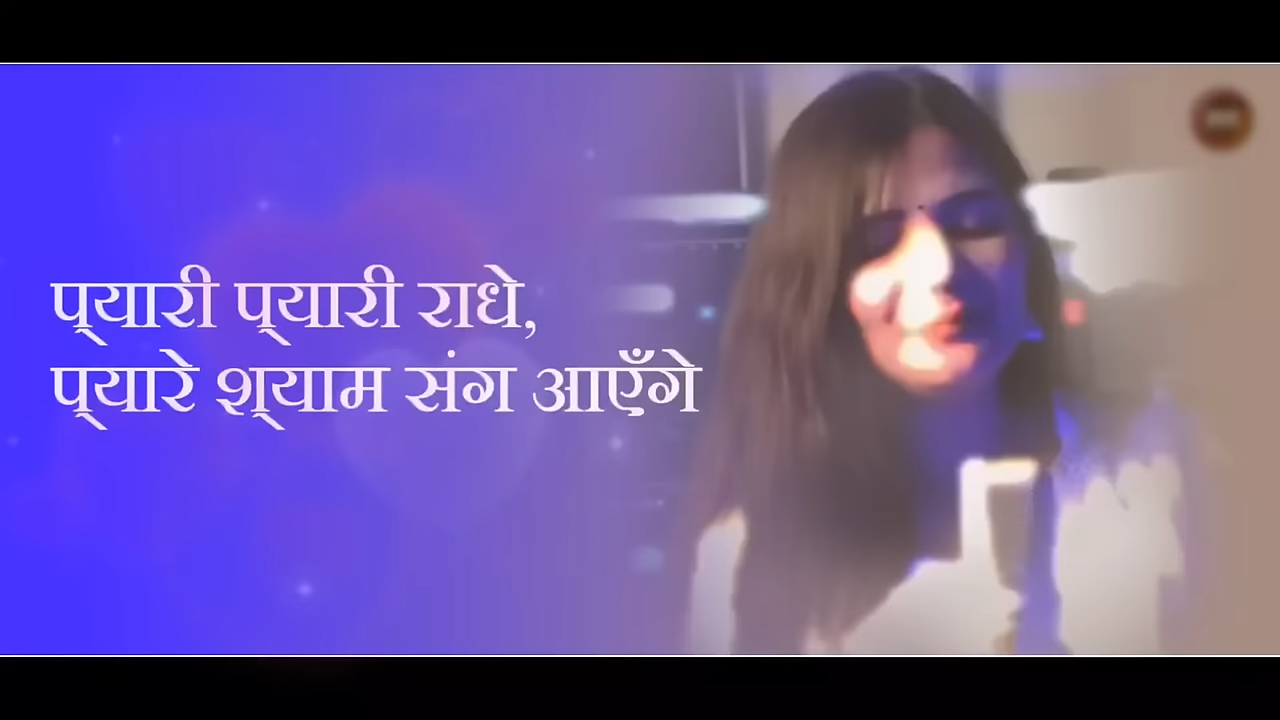 प्यारी प्यारी राधे,
प्यारे श्याम संग आएँगे